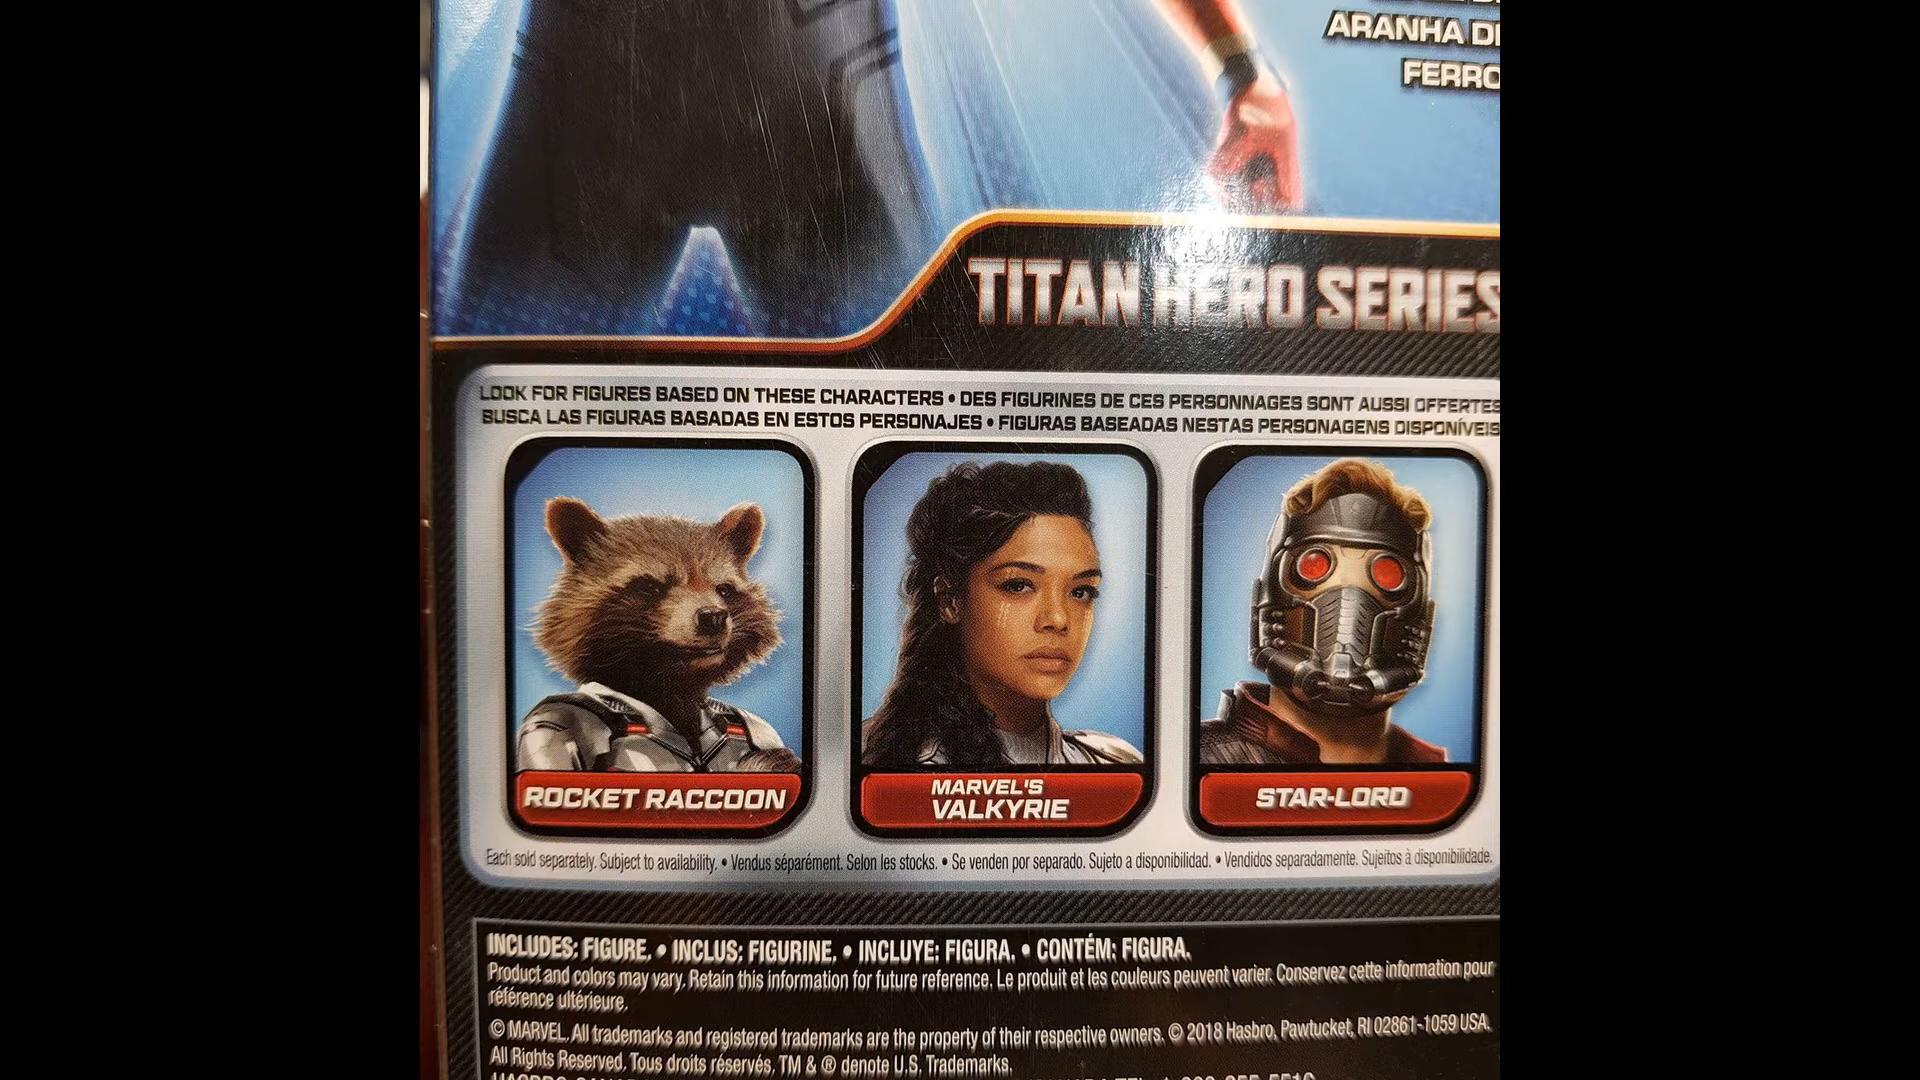 ARANHA DE
FERRO
TITAN HERO SERIES
LOOK FOR FIGURES BASED ON THESE CHARACTERS • DES FIGURINES DE CES PERSONNAGES SONT AUSSI OFFERTES
BUSCA LAS FIGURAS BASADAS EN ESTOS PERSONAJES • FIGURAS BASEADAS NESTAS PERSONAGENS DISPONÍVEIS
ROCKET RACCOON
MARVEL'S
VALKYRIE
STAR-LORD
Each sold separately. Subject to availability. • Vendus séparément. Selon les stocks. • Se venden por separado. Sujeto a disponibilidad. • Vendidos separadamente. Sujeitos à disponibilidade.
INCLUDES: FIGURE. • INCLUS: FIGURINE. • INCLUYE: FIGURA. • CONTÉM: FIGURA.
Product and colors may vary. Retain this information for future reference. Le produit et les couleurs peuvent varier. Conservez cette information pour
référence ultérieure.
© MARVEL. All trademarks and registered trademarks are the property of their respective owners. © 2018 Hasbro, Pawtucket, RI 02861-1059 USA.
All Rights Reserved. Tous droits réservés. TM & ® denote U.S. Trademarks.